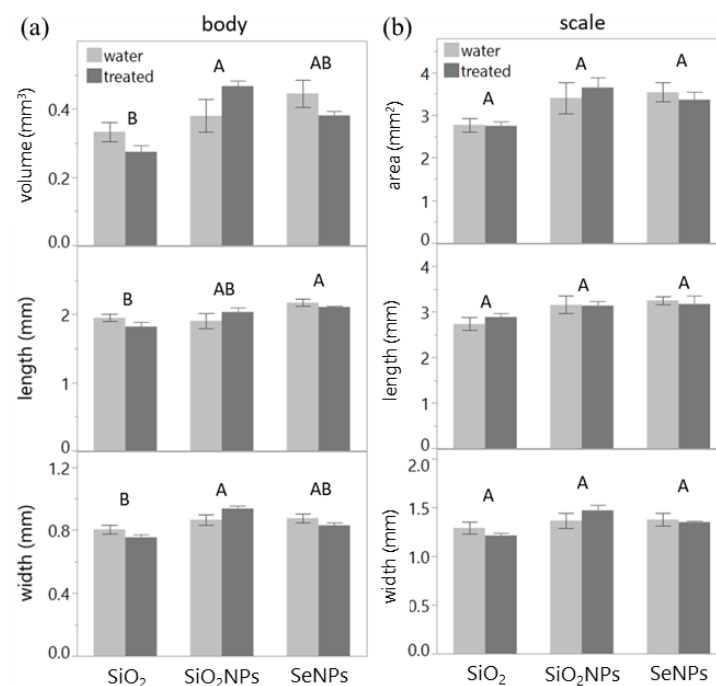 (a) body
water
treated
B
A
AB
volume (mm³)
0.4
0.2
0.0
B
AB
A
length (mm)
2
1
0
B
A
AB
width (mm)
1.2
0.8
0.4
0.0
SiO₂ SiO₂NPs SeNPs
(b) scale
water
treated
A
A
A
area (mm²)
4
3
2
1
0
A
A
A
length (mm)
4
3
2
1
0
A
A
A
width (mm)
2.0
1.5
1.0
0.5
0.0
SiO₂ SiO₂NPs SeNPs